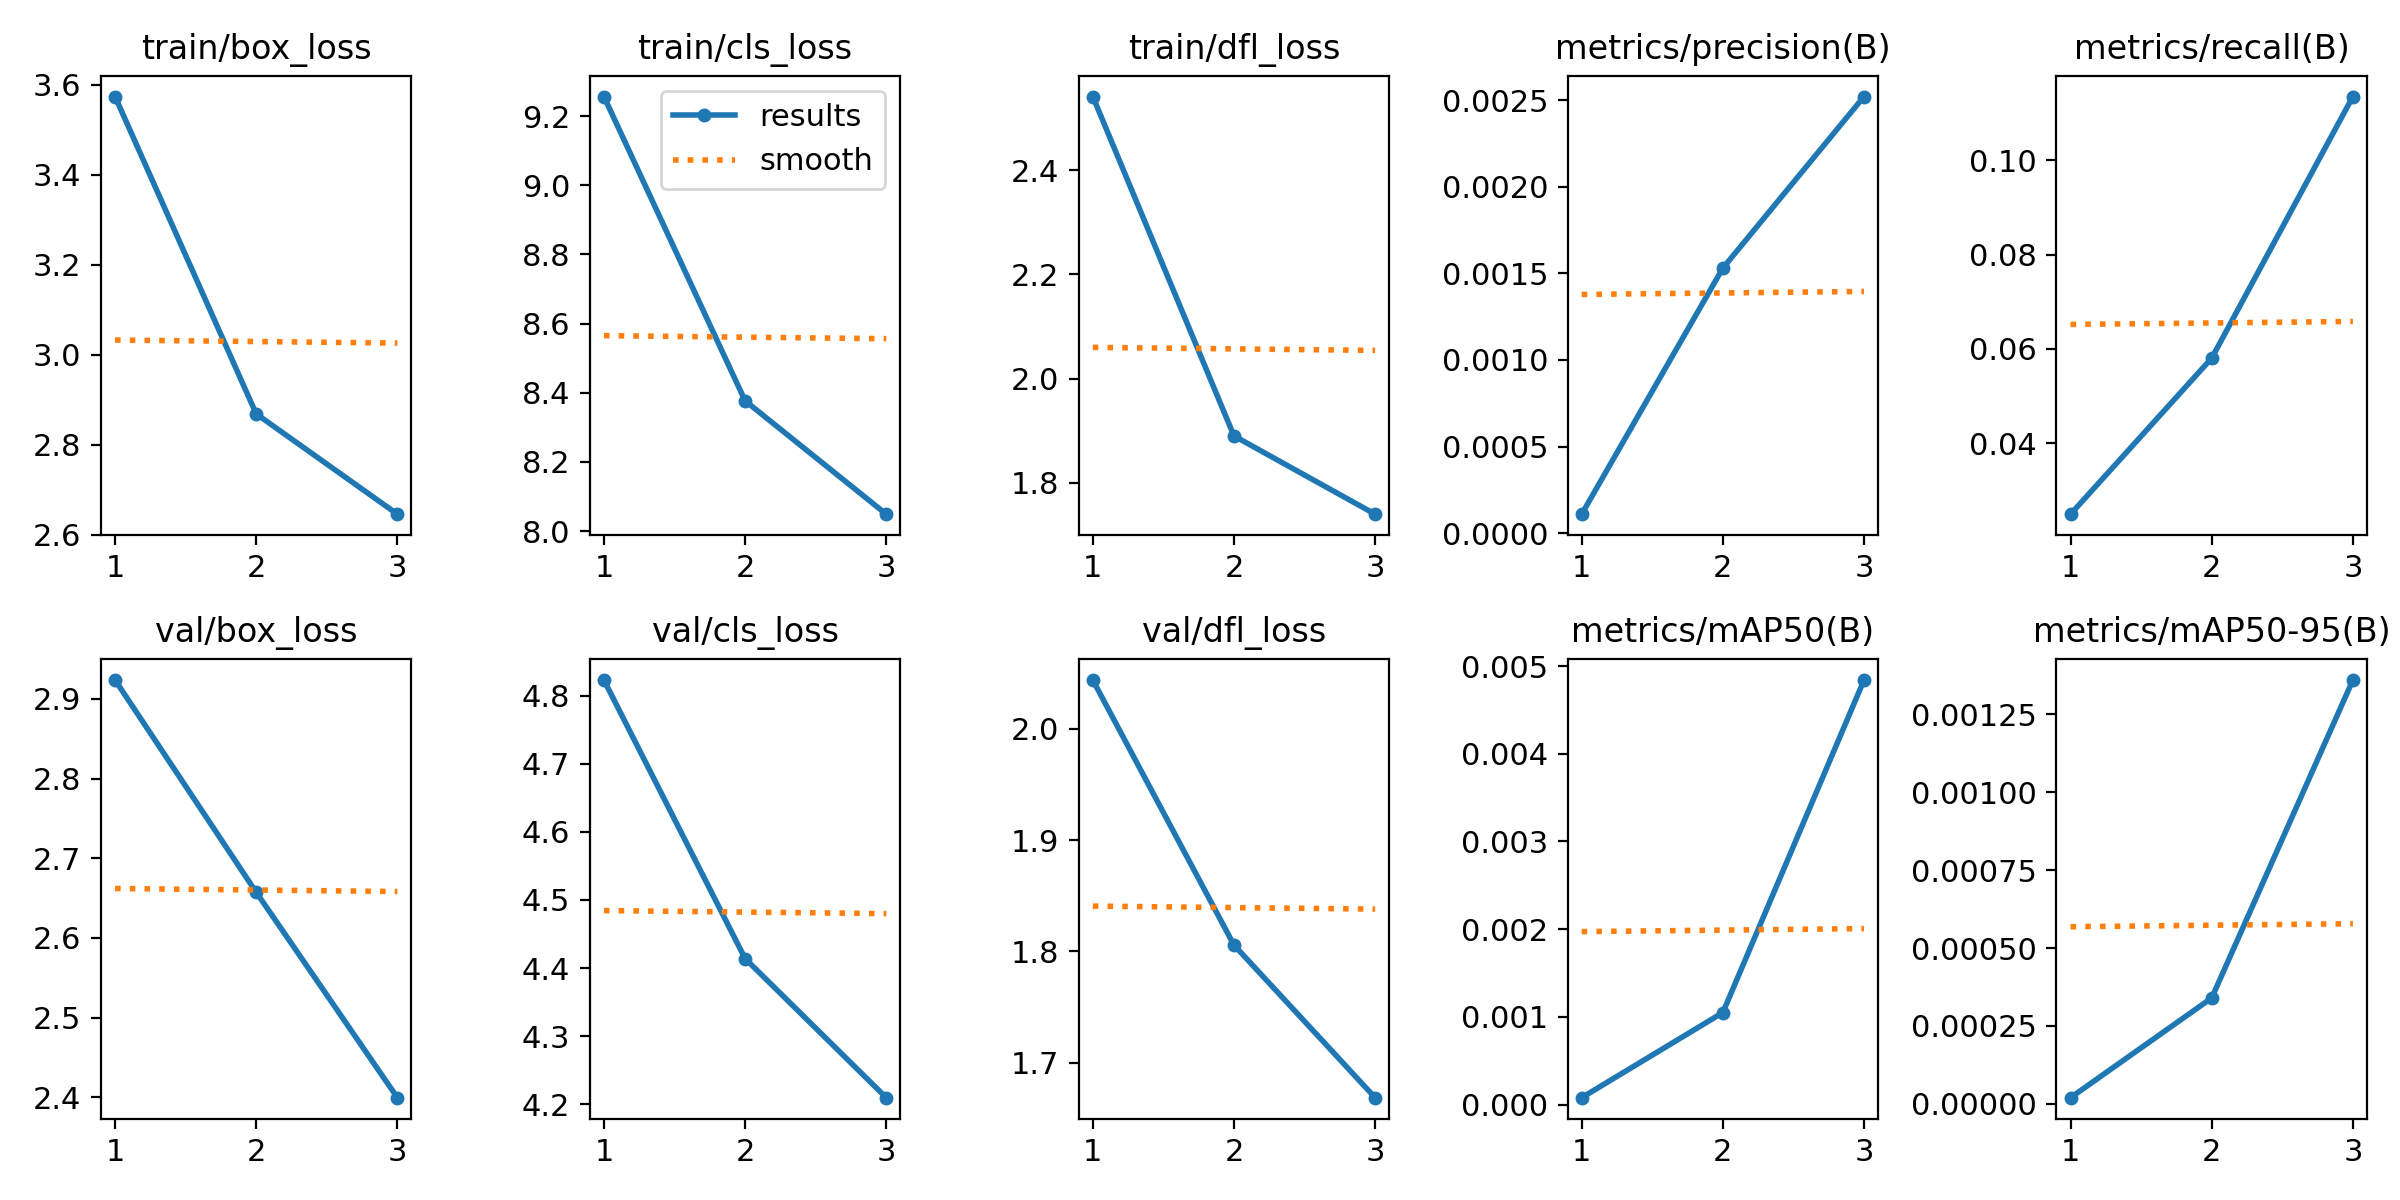 train/box_loss
3.6
3.4
3.2
3.0
2.8
2.6
1 2 3
train/cls_loss
9.2
9.0
8.8
8.6
8.4
8.2
8.0
results
smooth
1 2 3
train/dfl_loss
2.4
2.2
2.0
1.8
1 2 3
metrics/precision(B)
0.0025
0.0020
0.0015
0.0010
0.0005
0.0000
1 2 3
metrics/recall(B)
0.10
0.08
0.06
0.04
1 2 3
val/box_loss
2.9
2.8
2.7
2.6
2.5
2.4
1 2 3
val/cls_loss
4.8
4.7
4.6
4.5
4.4
4.3
4.2
1 2 3
val/dfl_loss
2.0
1.9
1.8
1.7
1 2 3
metrics/mAP50(B)
0.005
0.004
0.003
0.002
0.001
0.000
1 2 3
metrics/mAP50-95(B)
0.00125
0.00100
0.00075
0.00050
0.00025
0.00000
1 2 3